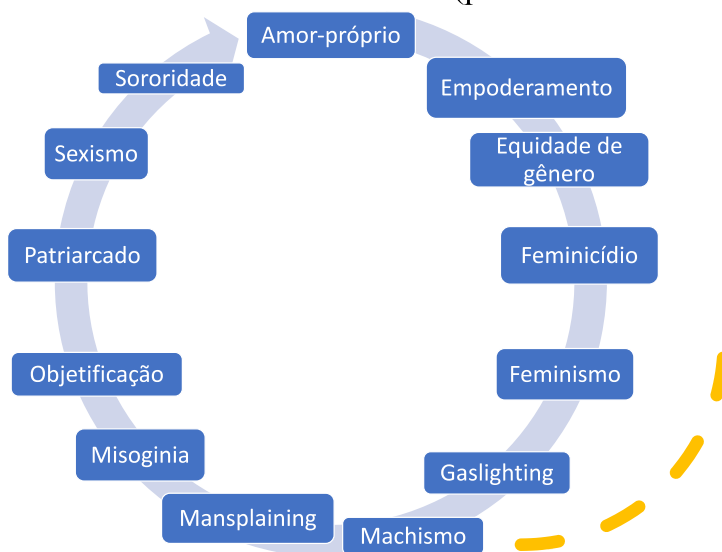 Amor-próprio
Empoderamento
Equidade de
gênero
Feminicídio
Feminismo
Gaslighting
Machismo
Mansplaining
Misoginia
Objetificação
Patriarcado
Sexismo
Sororidade